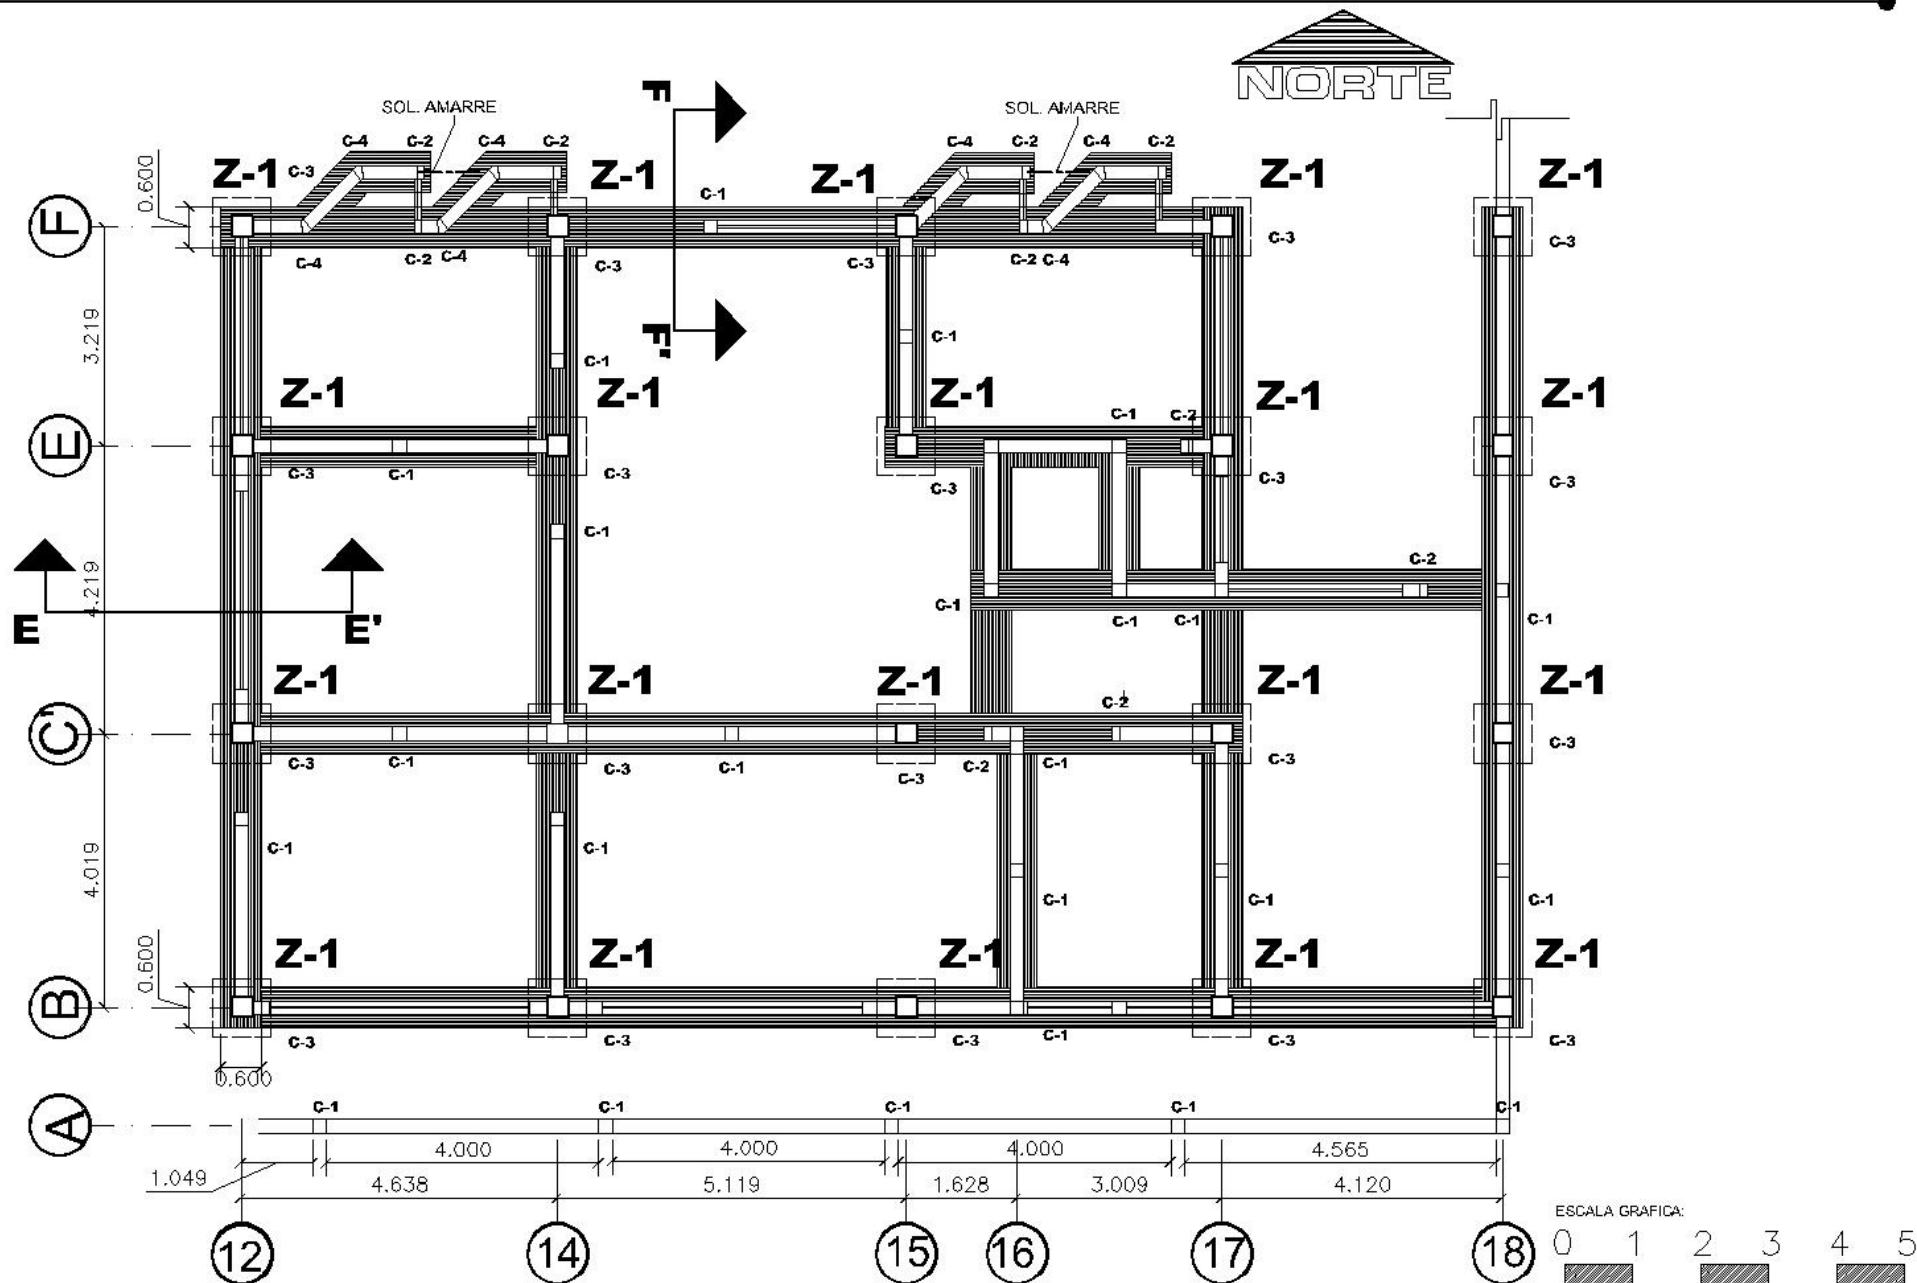 NORTE
SOL. AMARRE
SOL. AMARRE
F
C-4 C-2 C-4 C-2
C-4 C-2 C-4 C-2
Z-1 C-3 Z-1 Z-1 Z-1 Z-1
C-1
0.600
F
C-4 C-2 C-4 C-3 C-3 C-2 C-4 C-3 C-3
3.219
F'
C-1
C-1
Z-1 Z-1 Z-1 Z-1 Z-1
C-1 C-2
E
C-3 C-1 C-3 C-3 C-3 C-3
C-1
C-2
4.219
E E'
C-1 C-1 C-1 C-1
Z-1 Z-1 Z-1 Z-1 Z-1
C-2
C'
C-3 C-1 C-3 C-1 C-3 C-2 C-1 C-3 C-3
4.019
C-1 C-1
C-1 C-1 C-1
Z-1 Z-1 Z-1 Z-1 Z-1
0.600
B
C-3 C-3 C-3 C-1 C-3 C-3
0.600
A
C-1 C-1 C-1 C-1 C-1
4.000 4.000 4.000 4.565
1.049
4.638 5.119 1.628 3.009 4.120
12 14 15 16 17 18
ESCALA GRAFICA:
0 1 2 3 4 5